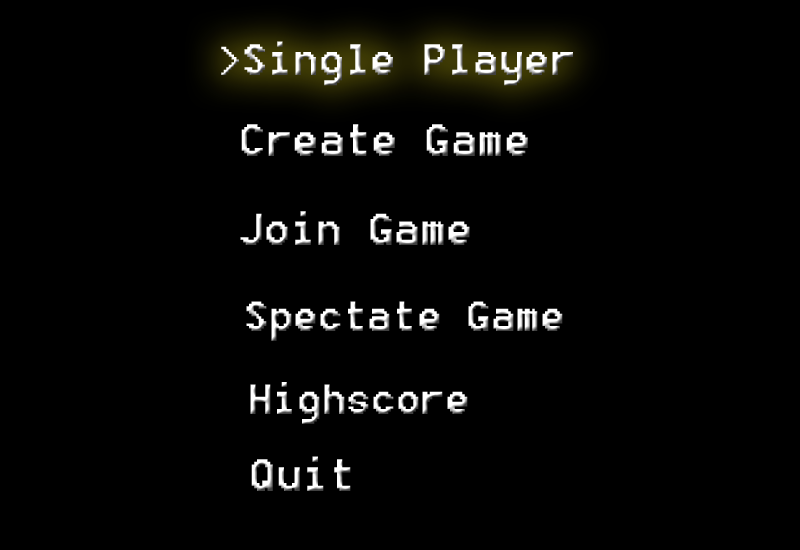 >Single Player
Create Game
Join Game
Spectate Game
Highscore
Quit